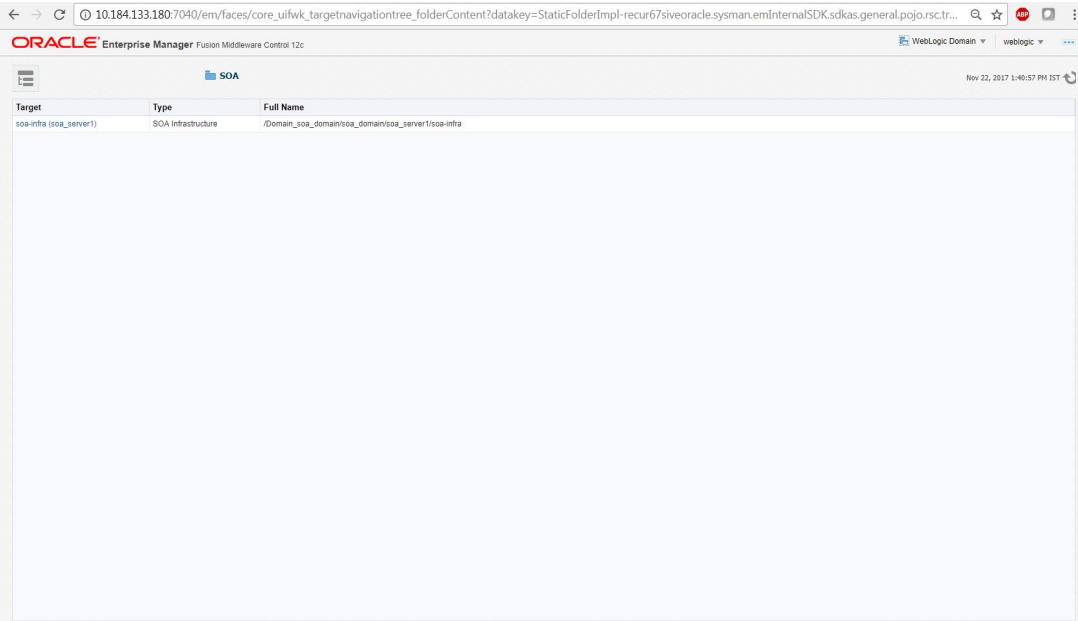 10.184.133.180:7040/em/faces/core_uifwk_targetnavigationtree_folderContent?datakey=StaticFolderImpl-recur67siveoracle.sysman.emInternalSDK.sdkas.general.pojo.rsc.tr... ABP
ORACLE Enterprise Manager Fusion Middleware Control 12c WebLogic Domain weblogic
SOA Nov 22, 2017 1:40:57 PM IST
Target Type Full Name
soa-infra (soa_server1) SOA Infrastructure /Domain_soa_domain/soa_domain/soa_server1/soa-infra